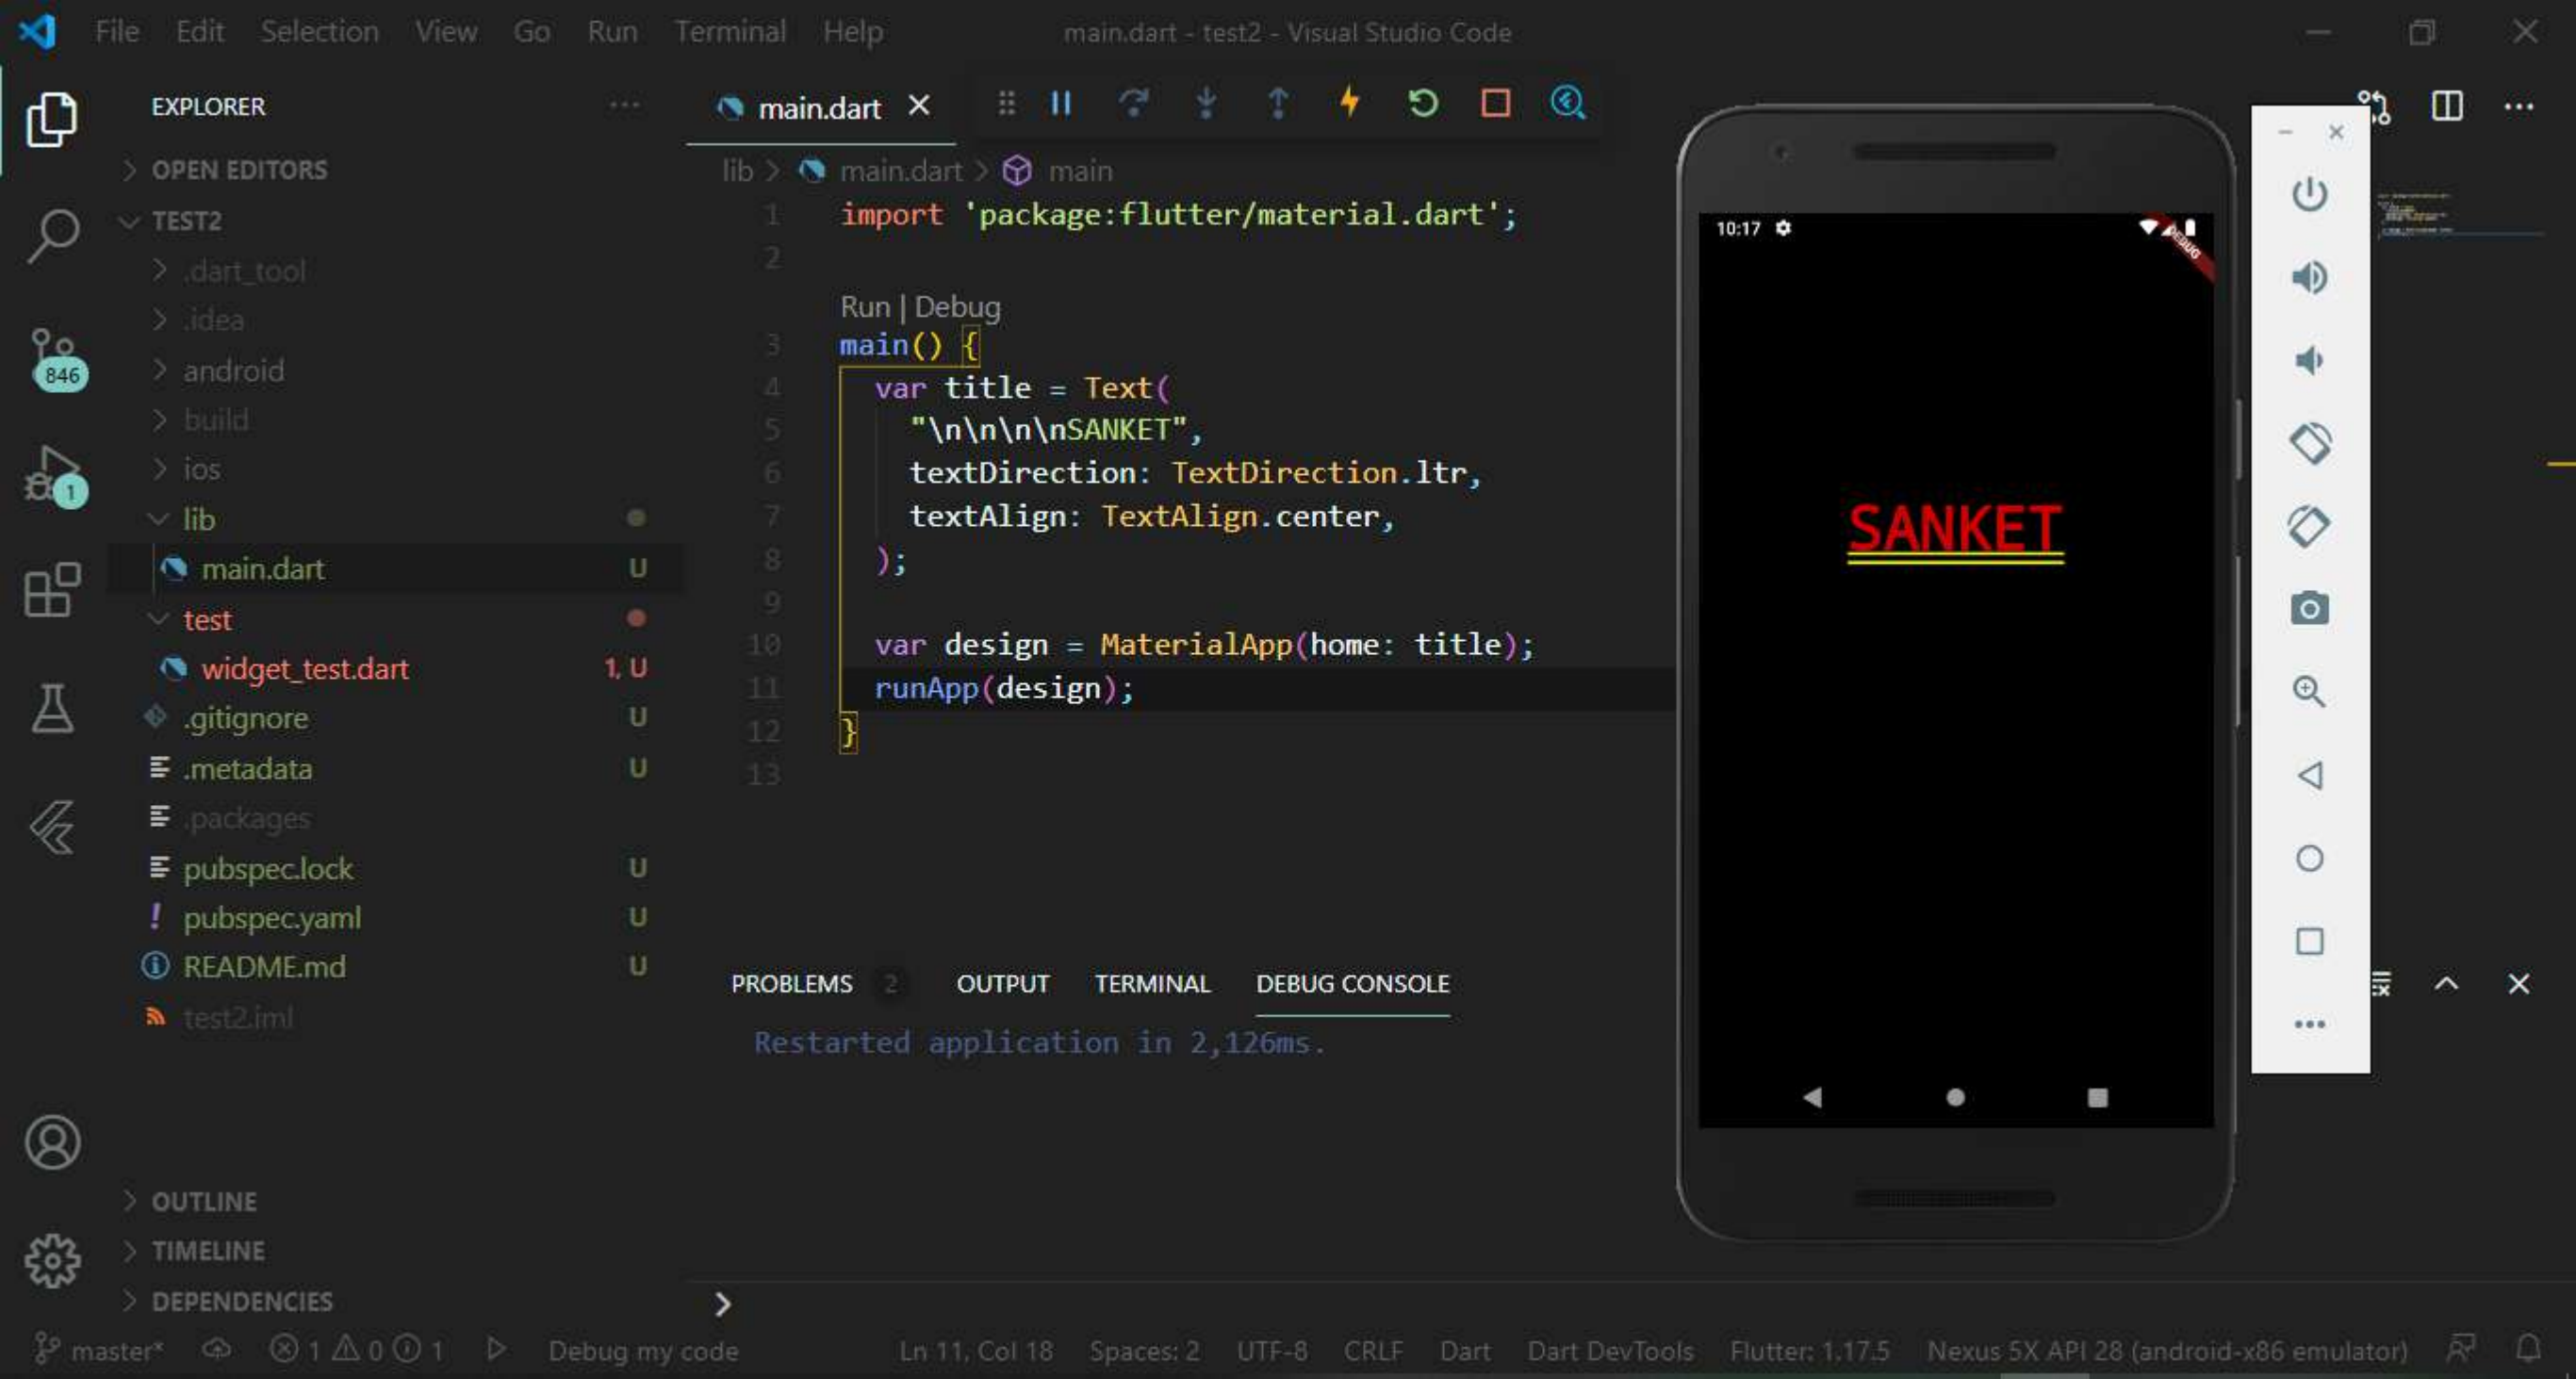 File Edit Selection View Go Run Terminal Help
main.dart - test2 - Visual Studio Code
EXPLORER
OPEN EDITORS
TEST2
.dart_tool
.idea
android
build
ios
lib
main.dart U
test
widget_test.dart 1, U
.gitignore U
.metadata U
.packages
pubspec.lock U
pubspec.yaml U
README.md U
test2.iml
OUTLINE
TIMELINE
DEPENDENCIES
846
1
main.dart
lib > main.dart > main
1 import 'package:flutter/material.dart';
2
Run | Debug
3 main() {
4 var title = Text(
5 "\n\n\n\nSANKET",
6 textDirection: TextDirection.ltr,
7 textAlign: TextAlign.center,
8 );
9
10 var design = MaterialApp(home: title);
11 runApp(design);
12 }
13
PROBLEMS 2 OUTPUT TERMINAL DEBUG CONSOLE
Restarted application in 2,126ms.
10:17
DEBUG
SANKET
master* 1 0 1 Debug my code Ln 11, Col 18 Spaces: 2 UTF-8 CRLF Dart Dart DevTools Flutter: 1.17.5 Nexus 5X API 28 (android-x86 emulator)